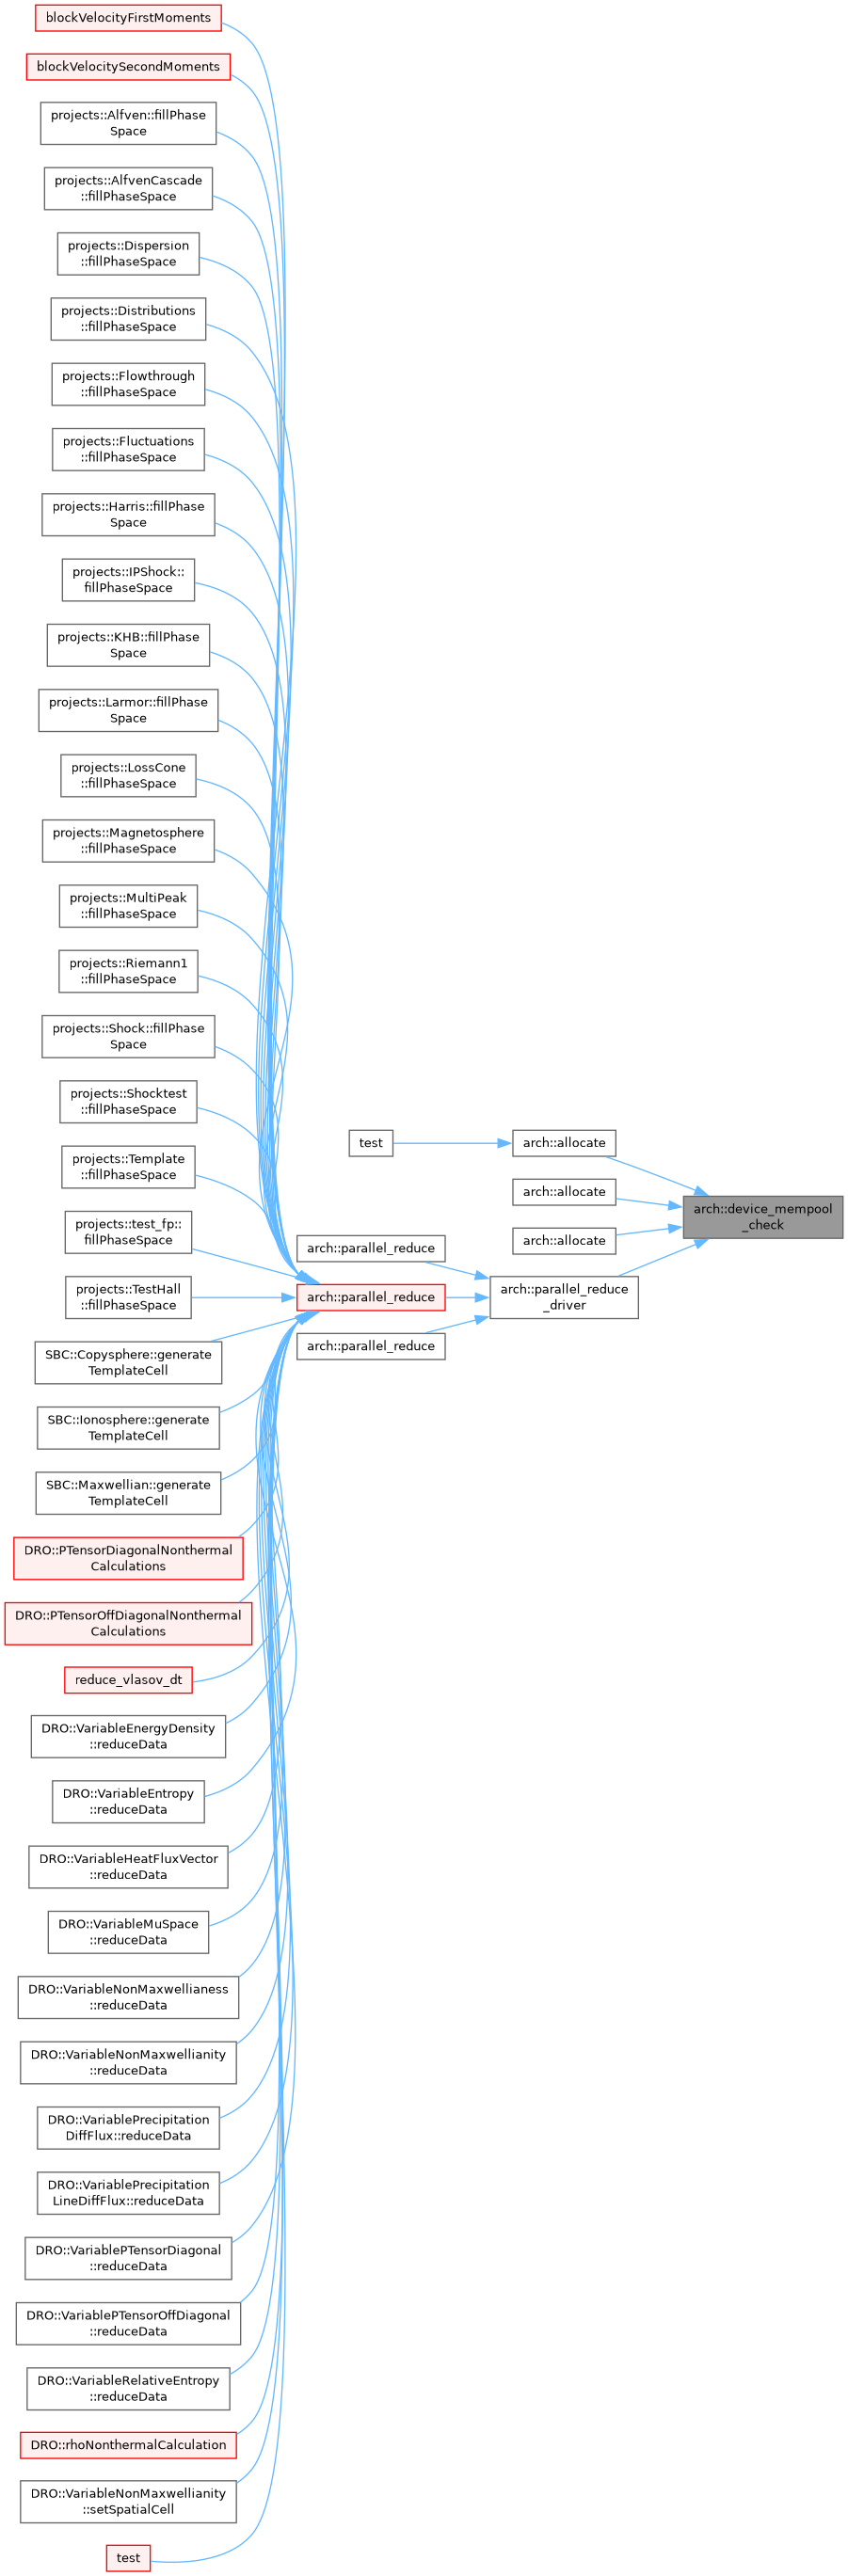 blockVelocityFirstMoments
blockVelocitySecondMoments
projects::Alfven::fillPhase
Space
projects::AlfvenCascade
::fillPhaseSpace
projects::Dispersion
::fillPhaseSpace
projects::Distributions
::fillPhaseSpace
projects::Flowthrough
::fillPhaseSpace
projects::Fluctuations
::fillPhaseSpace
projects::Harris::fillPhase
Space
projects::IPShock::
fillPhaseSpace
projects::KHB::fillPhase
Space
projects::Larmor::fillPhase
Space
projects::LossCone
::fillPhaseSpace
projects::Magnetosphere
::fillPhaseSpace
projects::MultiPeak
::fillPhaseSpace
projects::Riemann1
::fillPhaseSpace
projects::Shock::fillPhase
Space
projects::Shocktest
::fillPhaseSpace
projects::Template
::fillPhaseSpace
projects::test_fp::
fillPhaseSpace
projects::TestHall
::fillPhaseSpace
SBC::Copysphere::generate
TemplateCell
SBC::Ionosphere::generate
TemplateCell
SBC::Maxwellian::generate
TemplateCell
DRO::PTensorDiagonalNonthermal
Calculations
DRO::PTensorOffDiagonalNonthermal
Calculations
reduce_vlasov_dt
DRO::VariableEnergyDensity
::reduceData
DRO::VariableEntropy
::reduceData
DRO::VariableHeatFluxVector
::reduceData
DRO::VariableMuSpace
::reduceData
DRO::VariableNonMaxwellianess
::reduceData
DRO::VariableNonMaxwellianity
::reduceData
DRO::VariablePrecipitation
DiffFlux::reduceData
DRO::VariablePrecipitation
LineDiffFlux::reduceData
DRO::VariablePTensorDiagonal
::reduceData
DRO::VariablePTensorOffDiagonal
::reduceData
DRO::VariableRelativeEntropy
::reduceData
DRO::rhoNonthermalCalculation
DRO::VariableNonMaxwellianity
::setSpatialCell
test
test
arch::parallel_reduce
arch::parallel_reduce
arch::parallel_reduce
arch::allocate
arch::allocate
arch::allocate
arch::parallel_reduce
_driver
arch::device_mempool
_check